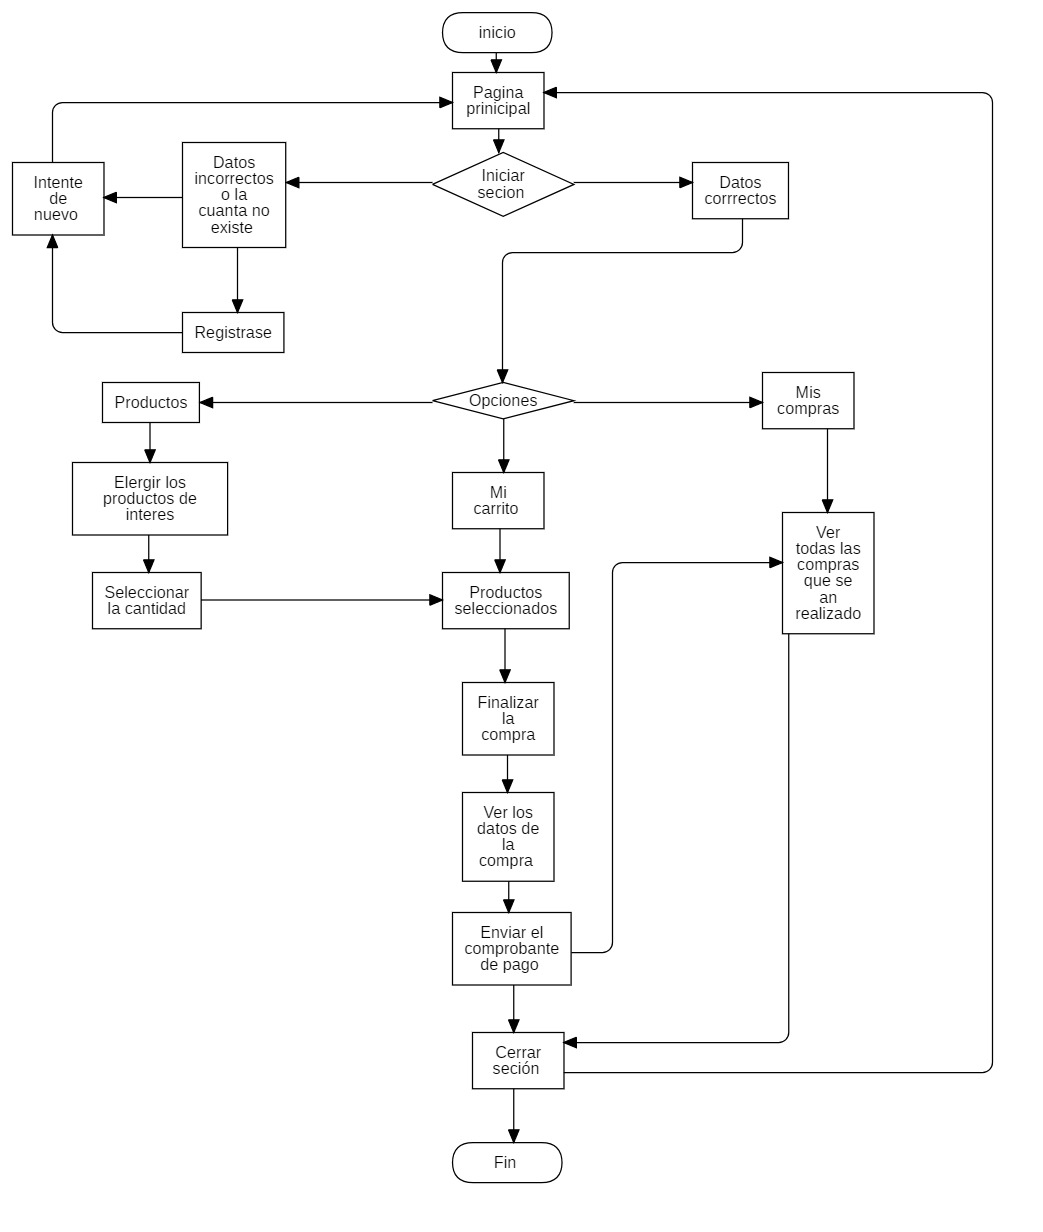 inicio
Pagina
prinicipal
Iniciar
secion
Datos
incorrectos
o la
cuanta no
existe
Intente
de
nuevo
Datos
corrrectos
Registrase
Productos
Opciones
Mis
compras
Elergir los
productos de
interes
Mi
carrito
Ver
todas las
compras
que se
an
realizado
Seleccionar
la cantidad
Productos
seleccionados
Finalizar
la
compra
Ver los
datos de
la
compra
Enviar el
comprobante
de pago
Cerrar
seción
Fin